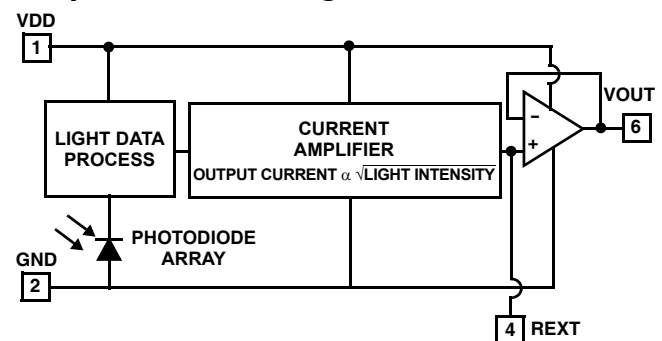 VDD
1
LIGHT DATA
PROCESS
CURRENT
AMPLIFIER
OUTPUT CURRENT α √LIGHT INTENSITY
-
+
VOUT
6
PHOTODIODE
ARRAY
GND
2
4 REXT